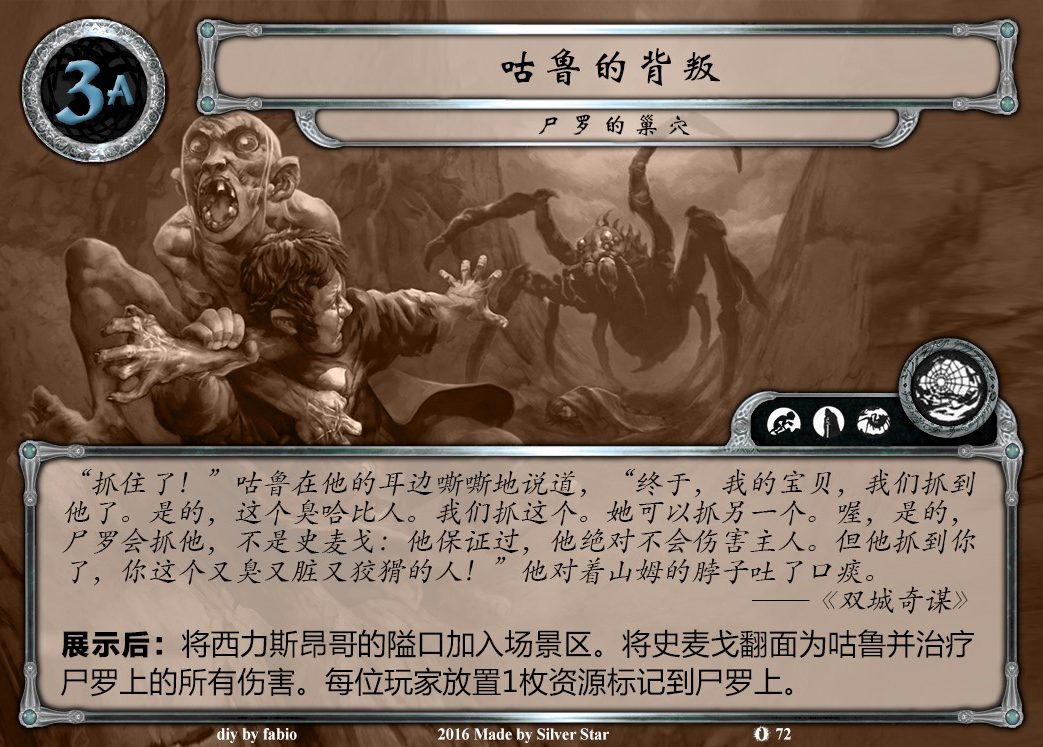 3A
咕鲁的背叛
尸罗的巢穴
“抓住了！”咕鲁在他的耳边嘶嘶地说道，“终于，我的宝贝，我们抓到
他了。是的，这个臭哈比人。我们抓这个。她可以抓另一个。喔，是的，
尸罗会抓他，不是史麦戈：他保证过，他绝对不会伤害主人。但他抓到你
了，你这个又臭又脏又狡猾的人！”他对着山姆的脖子吐了口痰。
——《双城奇谋》
展示后：将西力斯昂哥的隘口加入场景区。将史麦戈翻面为咕鲁并治疗
尸罗上的所有伤害。每位玩家放置1枚资源标记到尸罗上。
diy by fabio
2016 Made by Silver Star
72